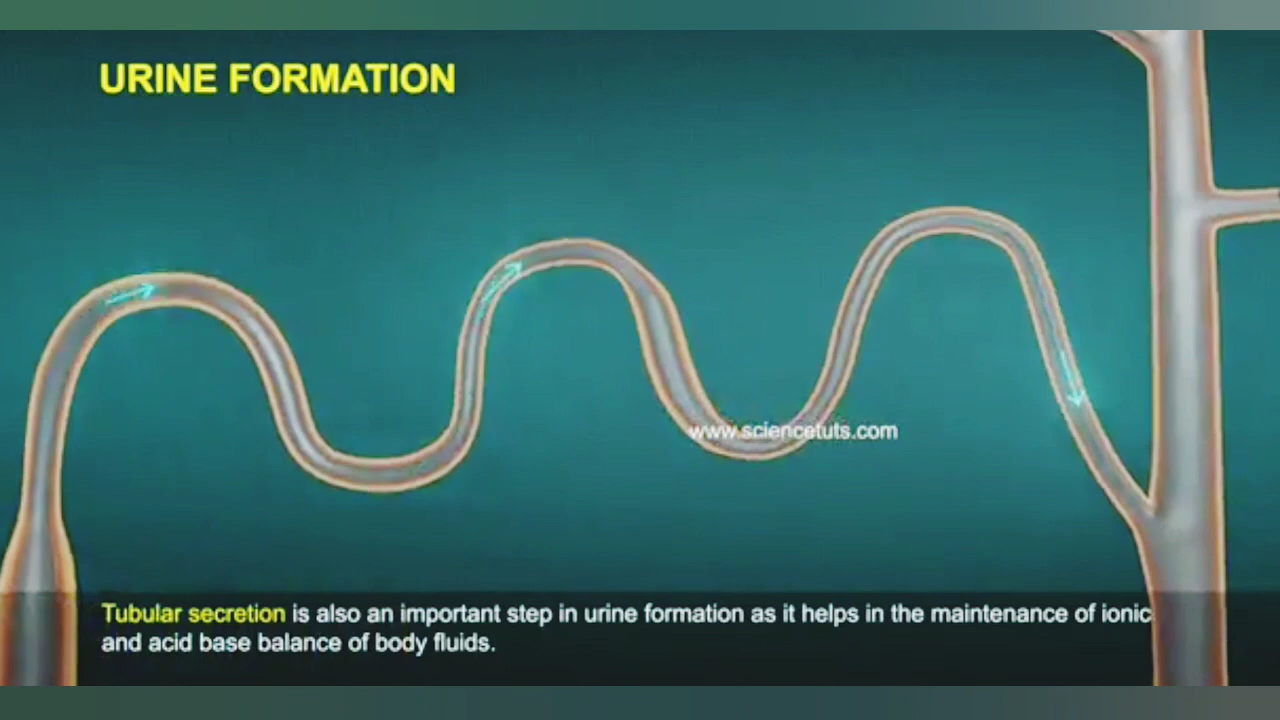 URINE FORMATION
www.sciencetuts.com
Tubular secretion is also an important step in urine formation as it helps in the maintenance of ionic
and acid base balance of body fluids.